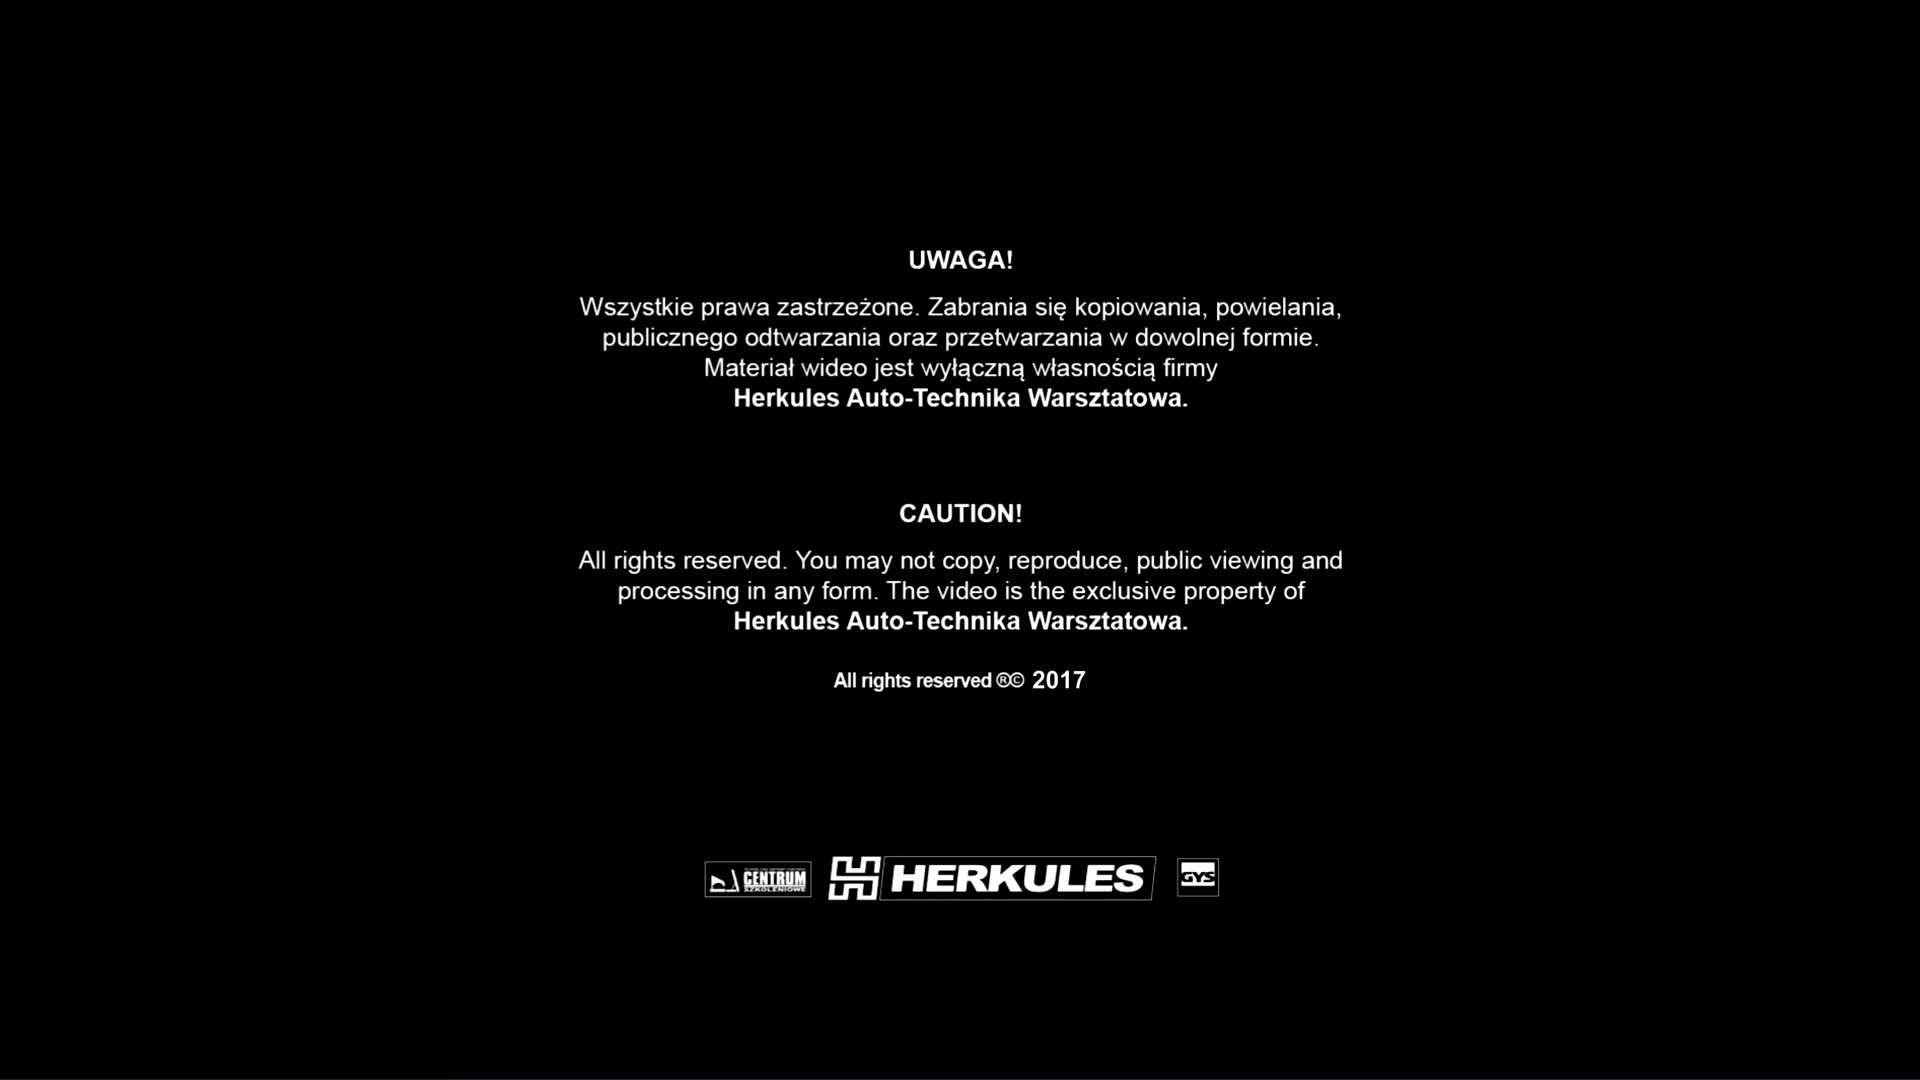 UWAGA!
Wszystkie prawa zastrzeżone. Zabrania się kopiowania, powielania,
publicznego odtwarzania oraz przetwarzania w dowolnej formie.
Materiał wideo jest wyłączną własnością firmy
Herkules Auto-Technika Warsztatowa.
CAUTION!
All rights reserved. You may not copy, reproduce, public viewing and
processing in any form. The video is the exclusive property of
Herkules Auto-Technika Warsztatowa.
All rights reserved ®© 2017
CENTRUM
SZKOLENIOWE
HERKULES
GYS